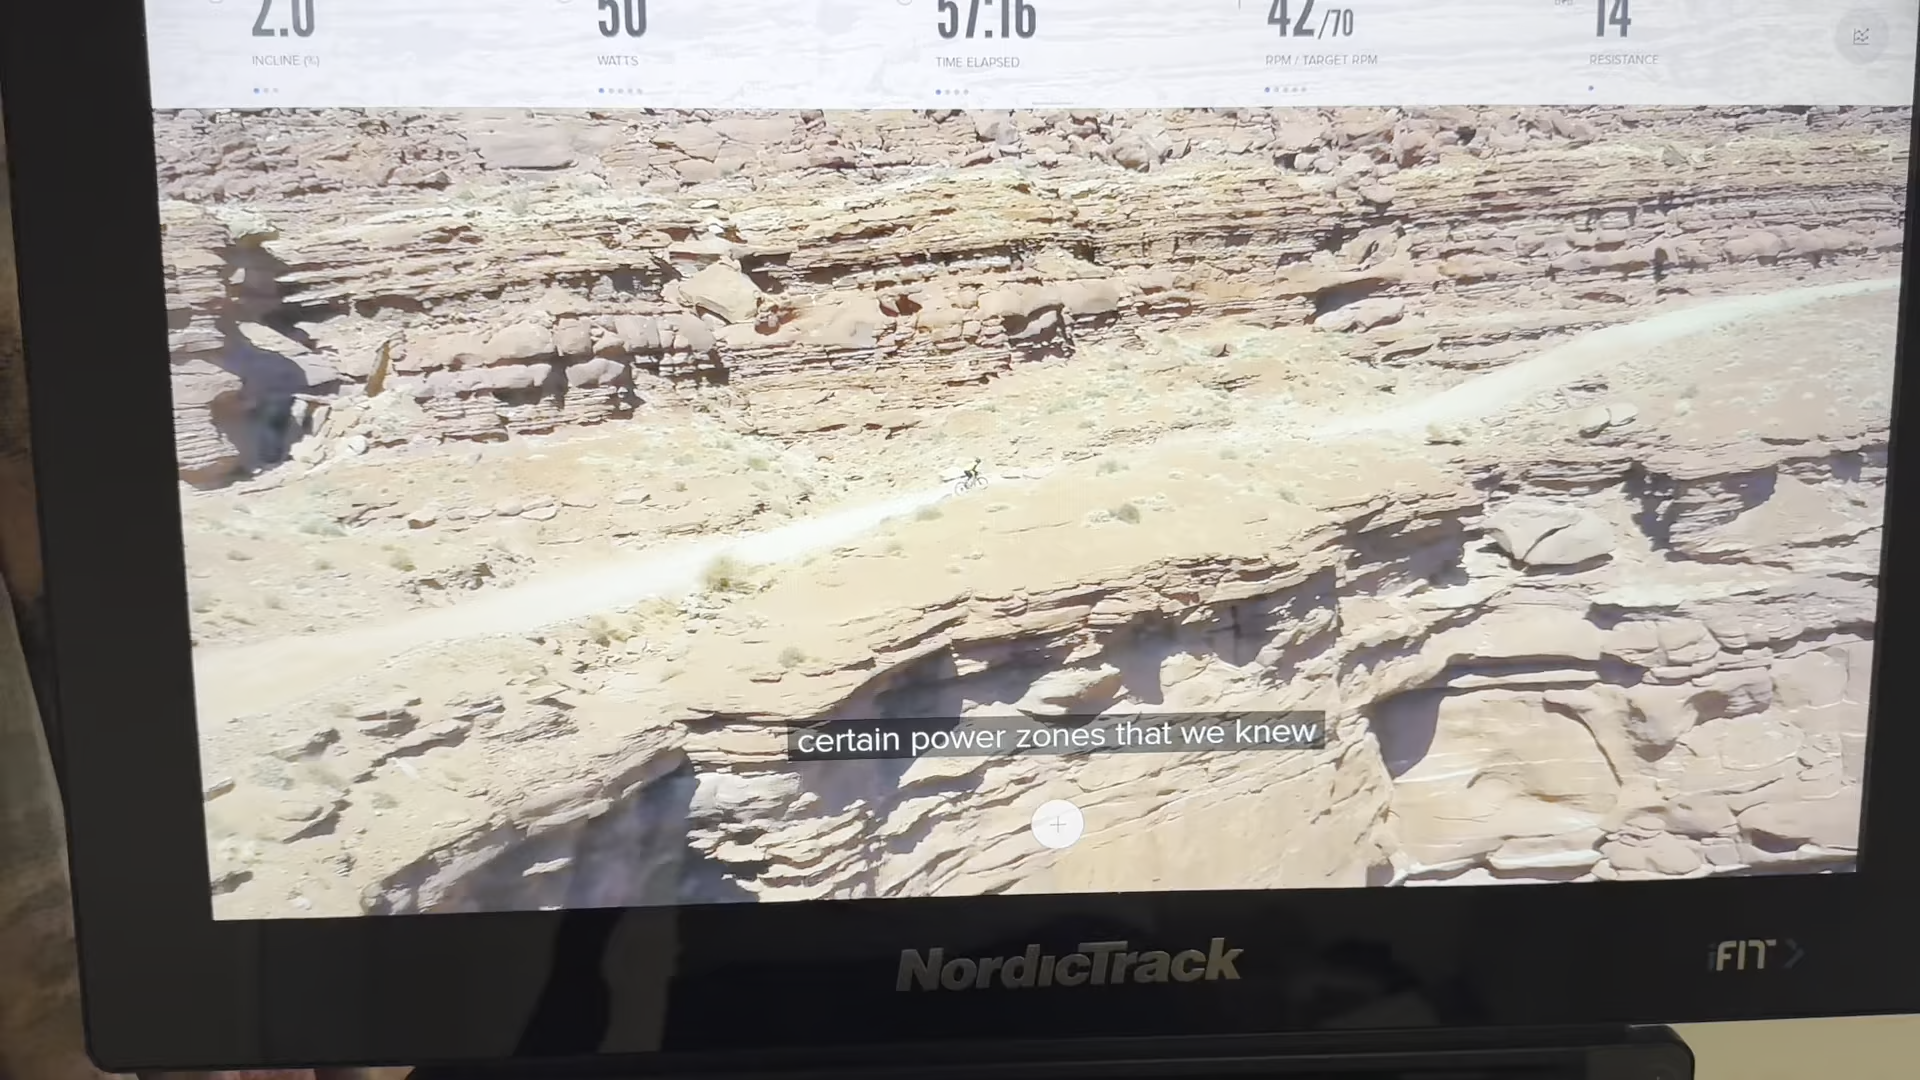 2.0 50 57:16 42/70 14
INCLINE (%) WATTS TIME ELAPSED RPM / TARGET RPM RESISTANCE
certain power zones that we knew
NordicTrack
iFIT